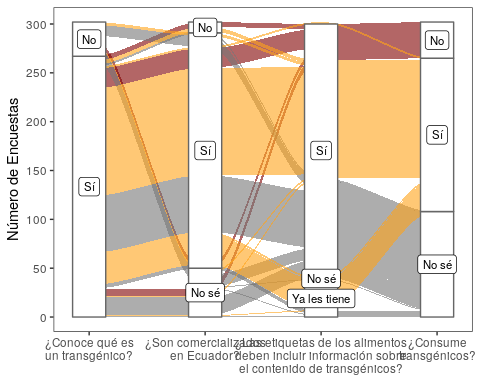 Número de Encuestas
300
250
200
150
100
50
0
No
Sí
No
Sí
No sé
Sí
No sé
Ya les tiene
No
Sí
No sé
¿Conoce qué es
un transgénico?
¿Son comercializados
en Ecuador?
etiquetas de los alimentos
deben incluir información sobre
el contenido de transgénicos?
¿Consume
transgénicos?